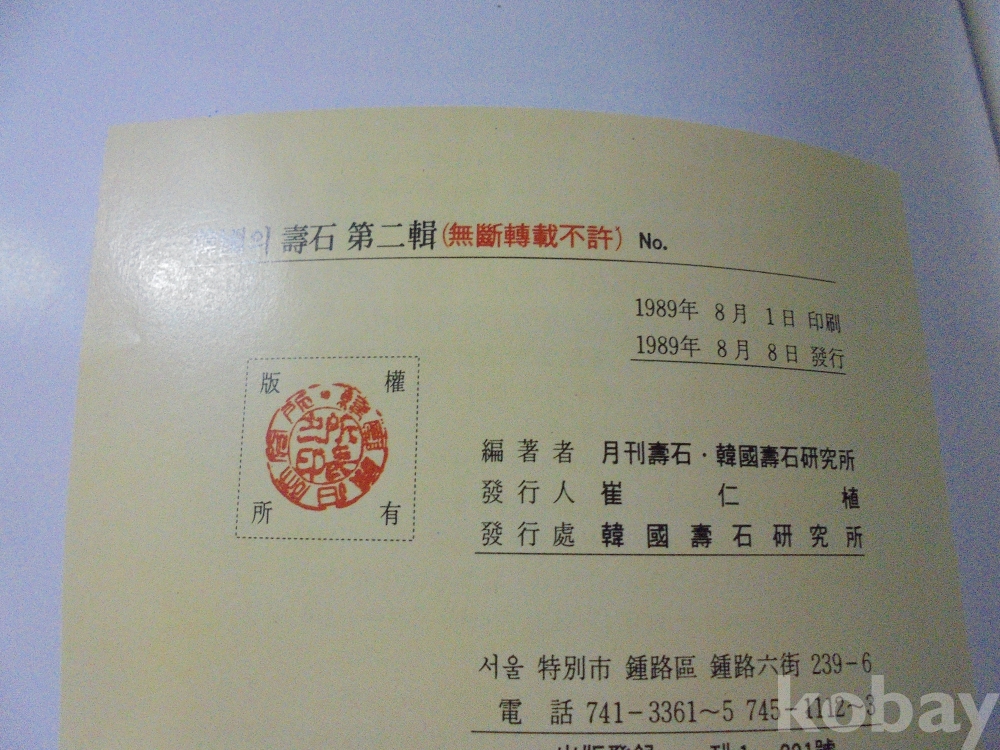 의 壽石 第二輯 (無斷轉載不許) No.
1989年 8月 1日 印刷
1989年 8月 8日 發行
版權
所有
編著者 月刊壽石·韓國壽石硏究所
發行人 崔仁植
發行處 韓國壽石硏究所
서울 特別市 鍾路區 鍾路六街 239-6
電話 741-3361~5 745-1112~3
kobay